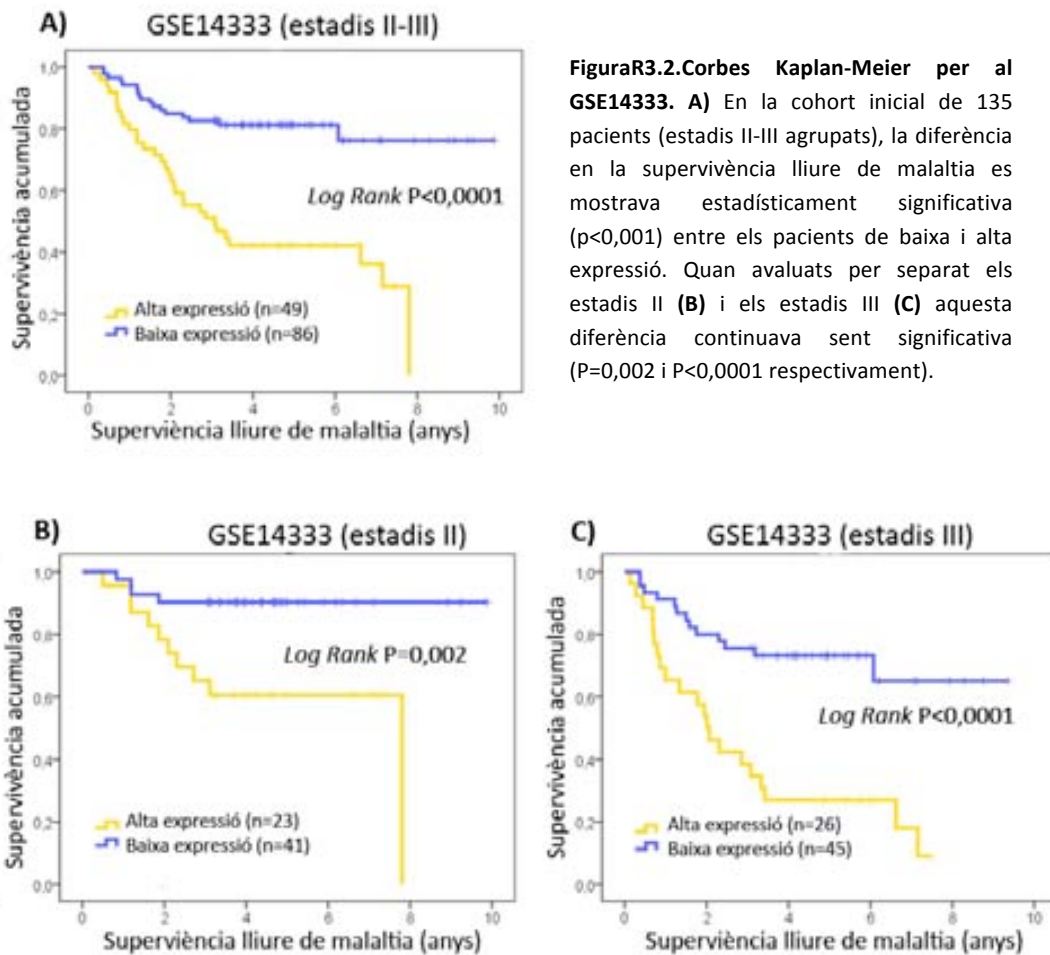 A)
GSE14333 (estadis II-III)
Supervivència acumulada
1,0
0,8
0,6
0,4
0,2
0,0
Log Rank P<0,0001
Alta expressió (n=49)
Baixa expressió (n=86)
0 2 4 6 8 10
Superviència lliure de malaltia (anys)
FiguraR3.2.Corbes Kaplan-Meier per al
GSE14333. A) En la cohort inicial de 135
pacients (estadis II-III agrupats), la diferència
en la supervivència lliure de malaltia es
mostrava estadísticament significativa
(p<0,001) entre els pacients de baixa i alta
expressió. Quan avaluats per separat els
estadis II (B) i els estadis III (C) aquesta
diferència continuava sent significativa
(P=0,002 i P<0,0001 respectivament).
B)
GSE14333 (estadis II)
Supervivència acumulada
1,0
0,8
0,6
0,4
0,2
0,0
Log Rank P=0,002
Alta expressió (n=23)
Baixa expressió (n=41)
0 2 4 6 8 10
Superviència lliure de malaltia (anys)
C)
GSE14333 (estadis III)
Supervivència acumulada
1,0
0,8
0,6
0,4
0,2
0,0
Log Rank P<0,0001
Alta expressió (n=26)
Baixa expressió (n=45)
0 2 4 6 8 10
Superviència lliure de malaltia (anys)